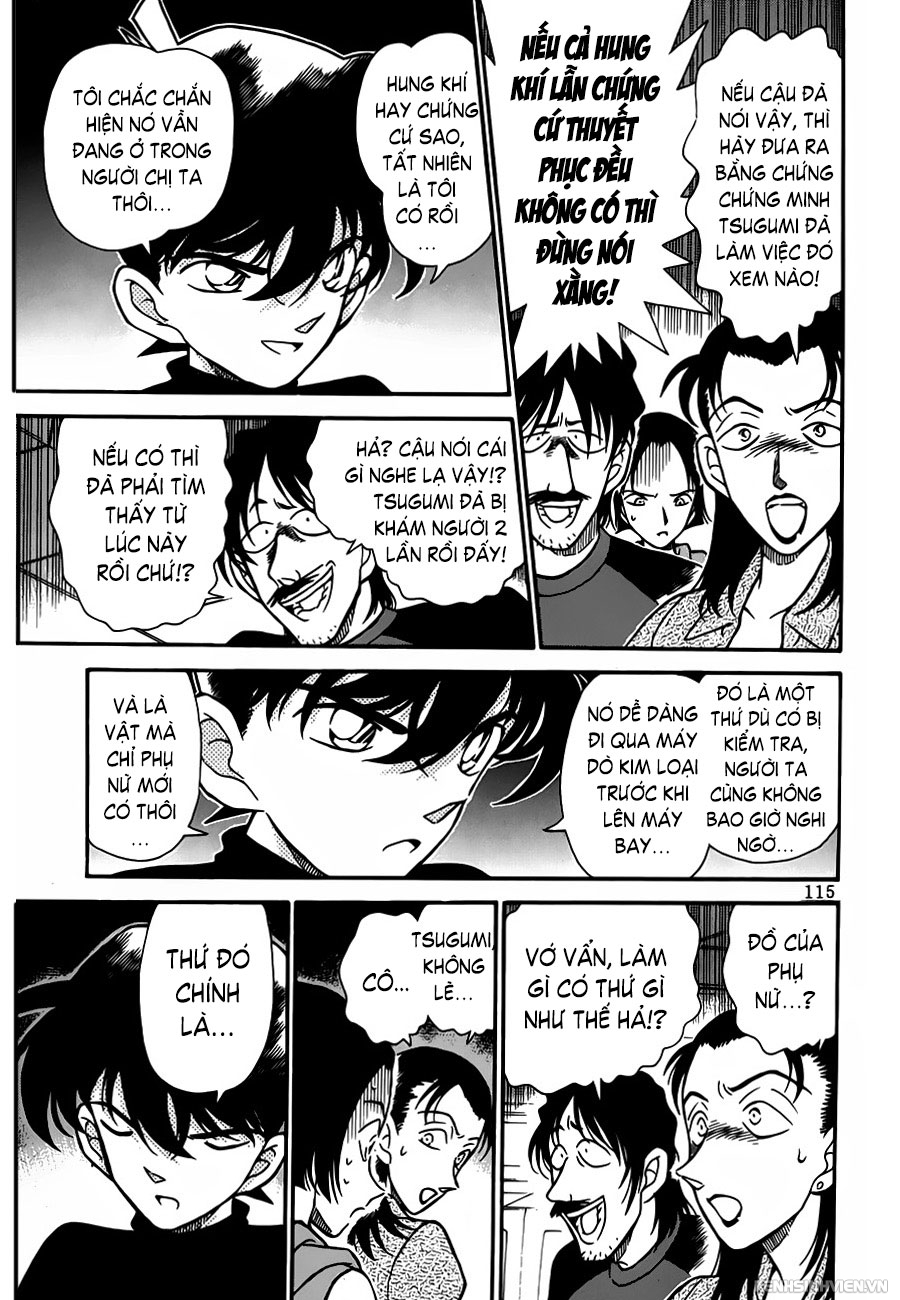 NẾU CẬU ĐÃ
NÓI VẬY, THÌ
HÃY ĐƯA RA
BẰNG CHỨNG
CHỨNG MINH
TSUGUMI ĐÃ
LÀM VIỆC ĐÓ
XEM NÀO!
NẾU CẢ HUNG
KHÍ LẪN CHỨNG
CỨ THUYẾT
PHỤC ĐỀU
KHÔNG CÓ THÌ
ĐỪNG NÓI
XẰNG!
HUNG KHÍ
HAY CHỨNG
CỨ SAO,
TẤT NHIÊN
LÀ TÔI
CÓ RỒI
...
TÔI CHẮC CHẮN
HIỆN NÓ VẪN
ĐANG Ở TRONG
NGƯỜI CHỊ TA
THÔI...
HẢ? CẬU NÓI CÁI
GÌ NGHE LẠ VẬY!?
TSUGUMI ĐÃ BỊ
KHÁM NGƯỜI 2
LẦN RỒI ĐẤY!
NẾU CÓ THÌ
ĐÃ PHẢI TÌM
THẤY TỪ
LÚC NÀY
RỒI CHỨ!?
ĐÓ LÀ MỘT
THỨ DÙ CÓ BỊ
KIỂM TRA,
NGƯỜI TA
CŨNG KHÔNG
BAO GIỜ NGHI
NGỜ...
NÓ DỄ DÀNG
ĐI QUA MÁY
DÒ KIM LOẠI
TRƯỚC KHI
LÊN MÁY
BAY...
VÀ LÀ
VẬT MÀ
CHỈ PHỤ
NỮ MỚI
CÓ THÔI
...
115
ĐỒ CỦA
PHỤ
NỮ...?
VỚ VẨN, LÀM
GÌ CÓ THỨ GÌ
NHƯ THẾ HẢ!?
TSUGUMI,
KHÔNG
LẼ...
CÔ...
THỨ ĐÓ
CHÍNH
LÀ...
KENHSINHVIEN.VN